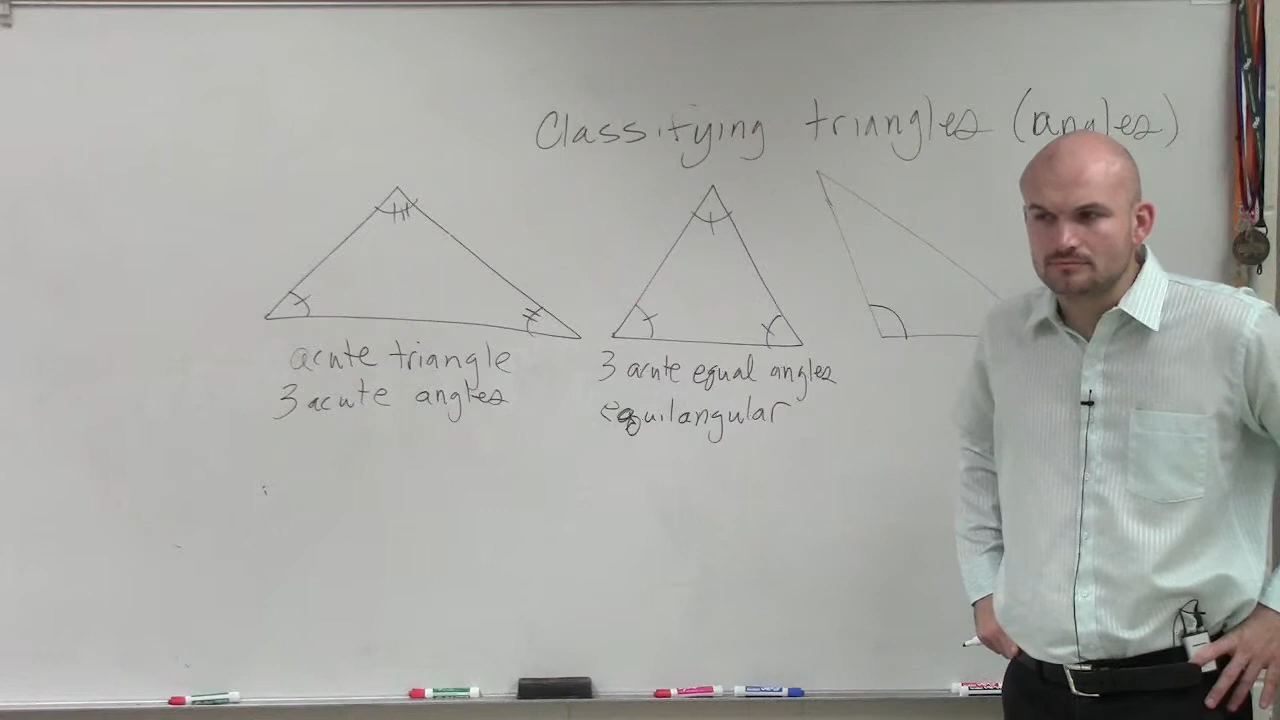 Classifying triangles (angles)
acute triangle
3 acute angles
3 acute equal angles
equilangular